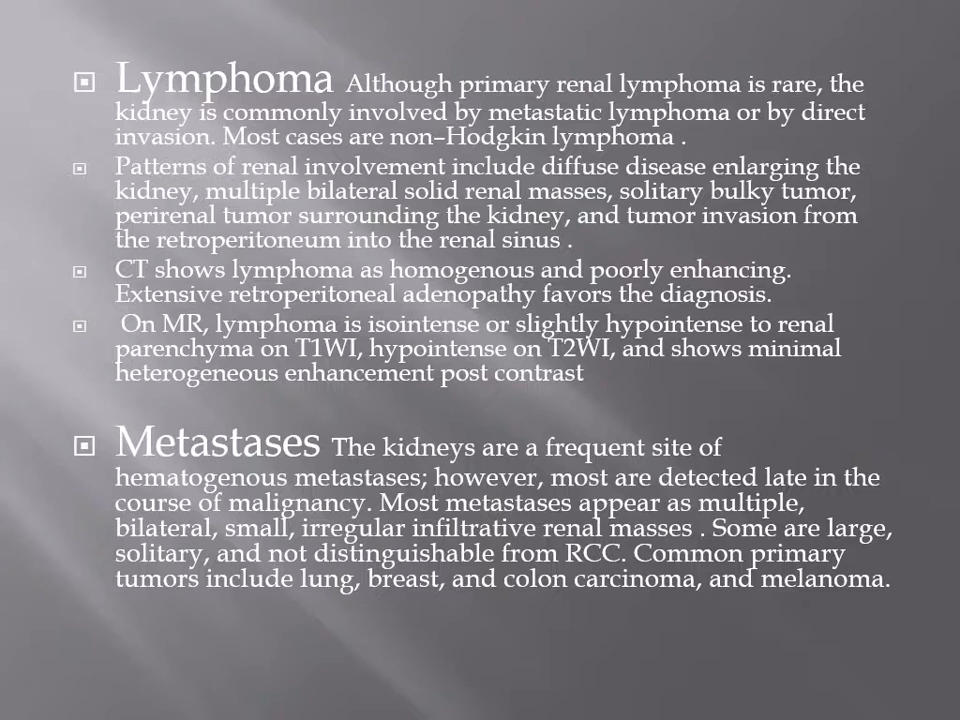 Lymphoma Although primary renal lymphoma is rare, the
kidney is commonly involved by metastatic lymphoma or by direct
invasion. Most cases are non–Hodgkin lymphoma .
Patterns of renal involvement include diffuse disease enlarging the
kidney, multiple bilateral solid renal masses, solitary bulky tumor,
perirenal tumor surrounding the kidney, and tumor invasion from
the retroperitoneum into the renal sinus .
CT shows lymphoma as homogenous and poorly enhancing.
Extensive retroperitoneal adenopathy favors the diagnosis.
On MR, lymphoma is isointense or slightly hypointense to renal
parenchyma on T1WI, hypointense on T2WI, and shows minimal
heterogeneous enhancement post contrast
Metastases The kidneys are a frequent site of
hematogenous metastases; however, most are detected late in the
course of malignancy. Most metastases appear as multiple,
bilateral, small, irregular infiltrative renal masses . Some are large,
solitary, and not distinguishable from RCC. Common primary
tumors include lung, breast, and colon carcinoma, and melanoma.